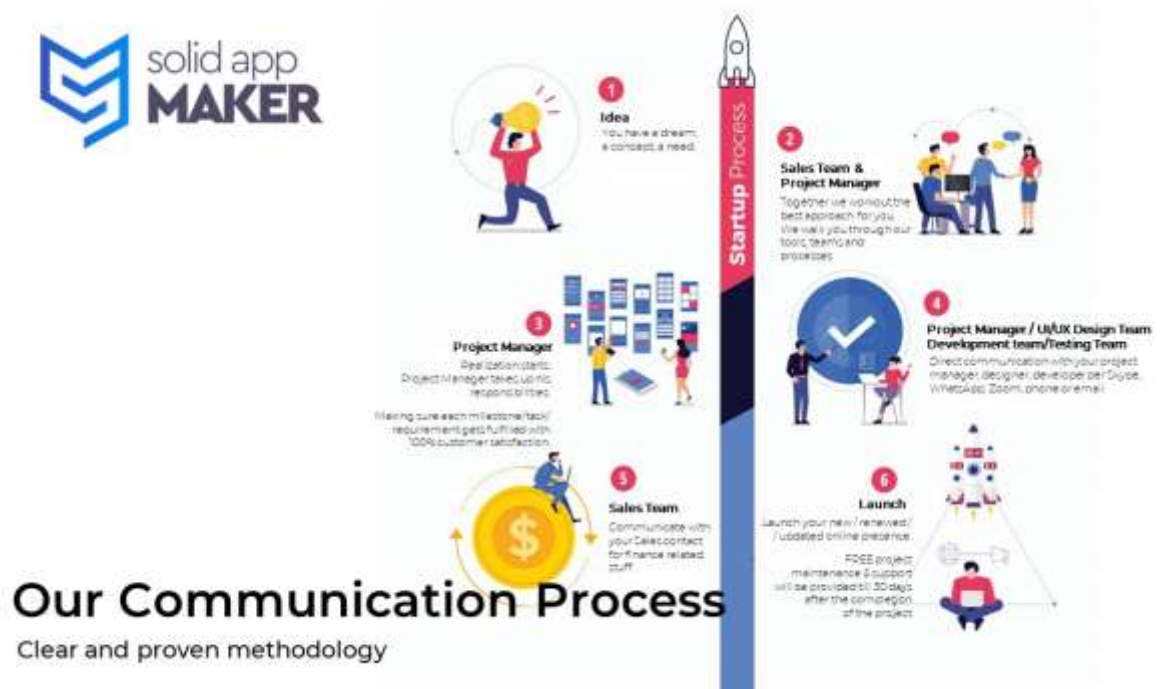 solid app
MAKER
Startup Process
1
Idea
You have a dream,
a concept, a need.
2
Sales Team &
Project Manager
Together we workout the
best approach for you.
We walk you through our
tools, teams and
processes
3
Project Manager
Realization starts.
Project Manager takes up his
responsibilities.
Making sure each milestone/task/
requirement gets fulfilled with
100% customer satisfaction.
4
Project Manager / UI/UX Design Team
Development team/Testing Team
Direct communication with your project
manager, designer, developer per Skype,
WhatsApp, Zoom, phone or email.
5
Sales Team
Communicate with
your Sales contact
for finance related
stuff
6
Launch
Launch your new / renewed /
/ updated online presence.
FREE project
maintenance & support
will be provided till 30 days
after the completion
of the project
Our Communication Process
Clear and proven methodology